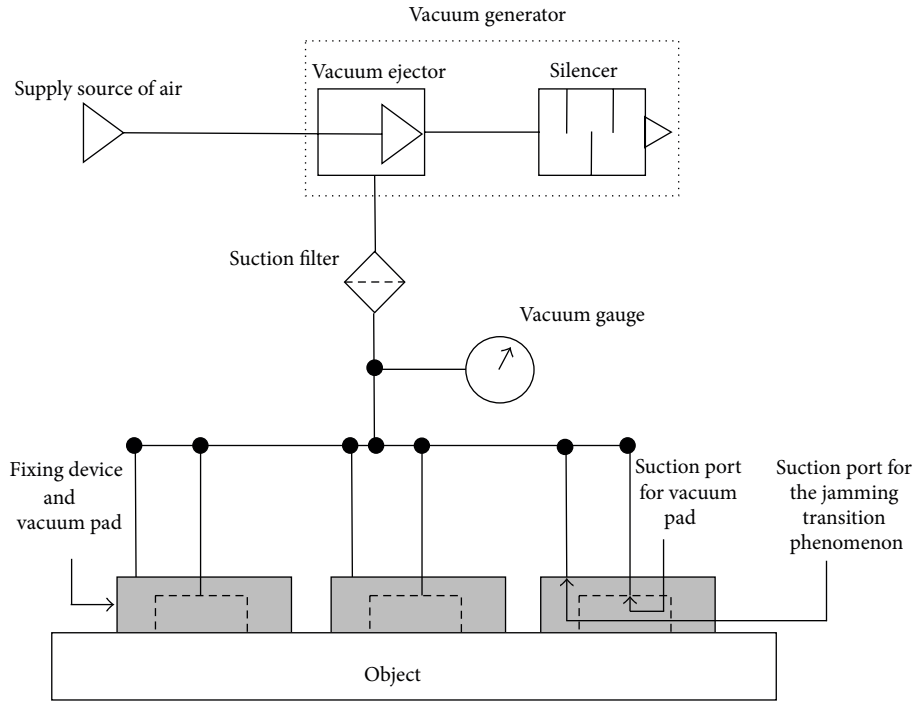 Vacuum generator
Vacuum ejector
Silencer
Supply source of air
Suction filter
Vacuum gauge
Fixing device
and
vacuum pad
Suction port
for vacuum
pad
Suction port for
the jamming
transition
phenomenon
Object